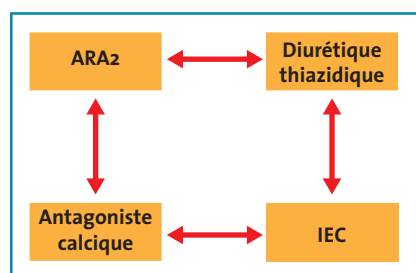 ARA2
Diurétique
thiazidique
Antagoniste
calcique
IEC